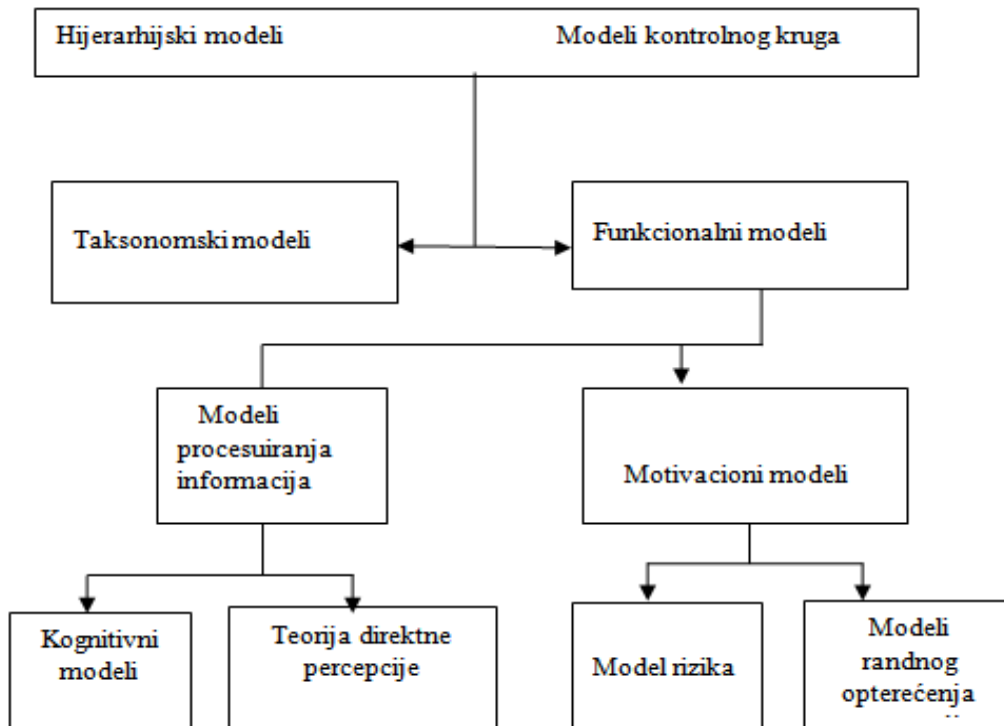 Hijerarhijski modeli Modeli kontrolnog kruga
Taksonomski modeli
Funkcionalni modeli
Modeli
procesuiranja
informacija
Motivacioni modeli
Kognitivni
modeli
Teorija direktne
percepcije
Model rizika
Modeli
randnog
opterećenja